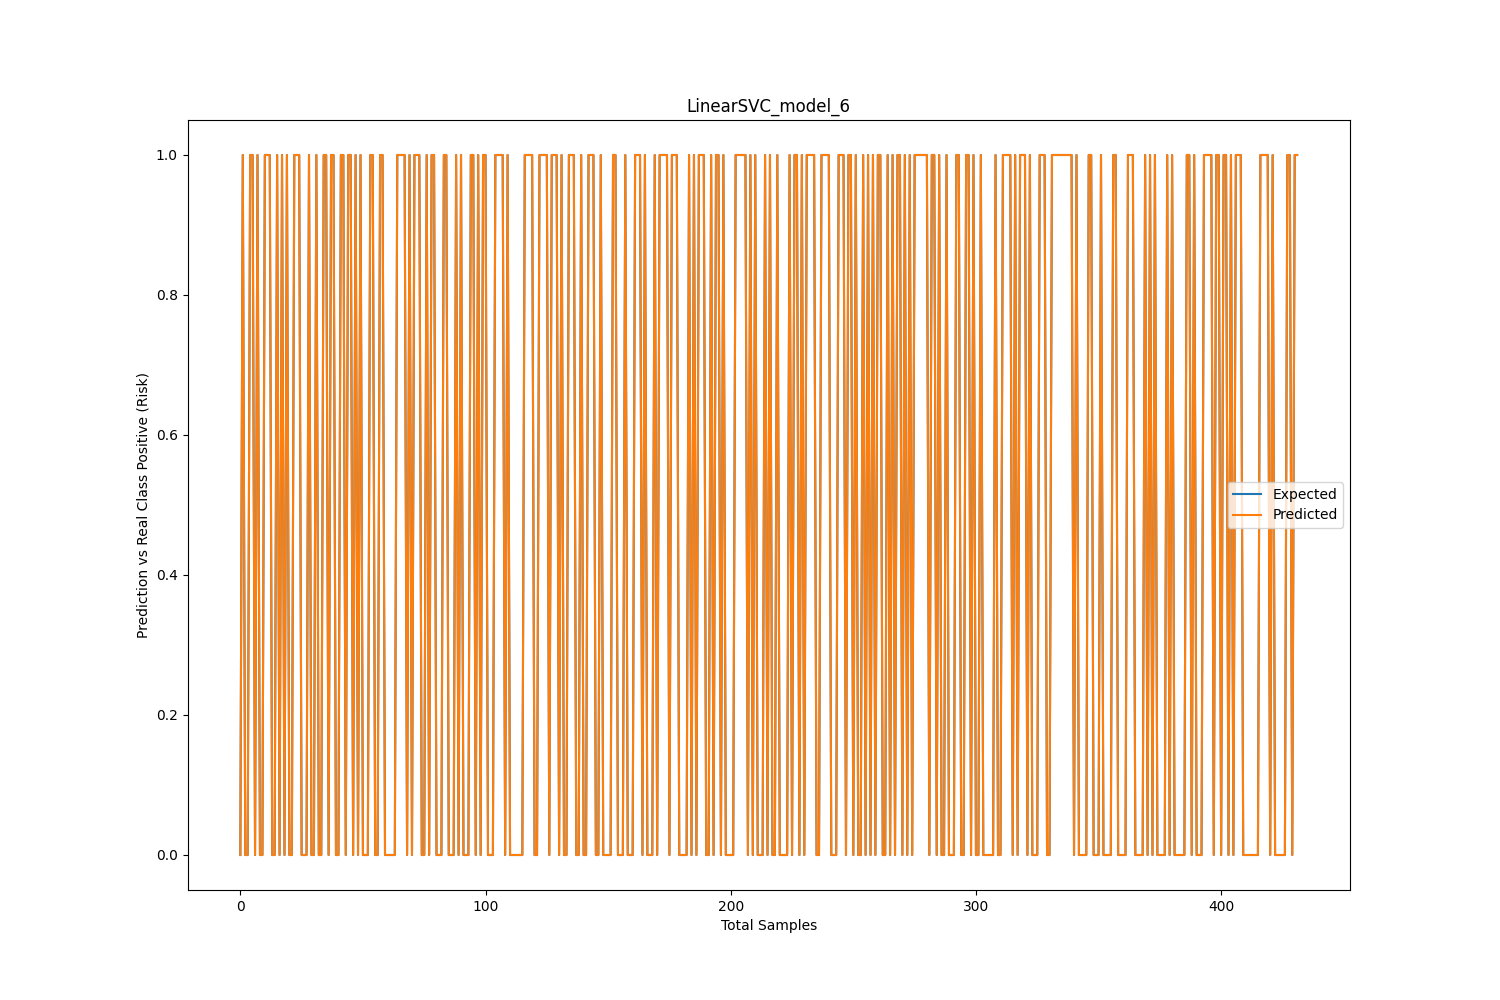 LinearSVC_model_6
1.0
0.8
0.6
0.4
0.2
0.0
Prediction vs Real Class Positive (Risk)
Expected
Predicted
0 100 200 300 400
Total Samples